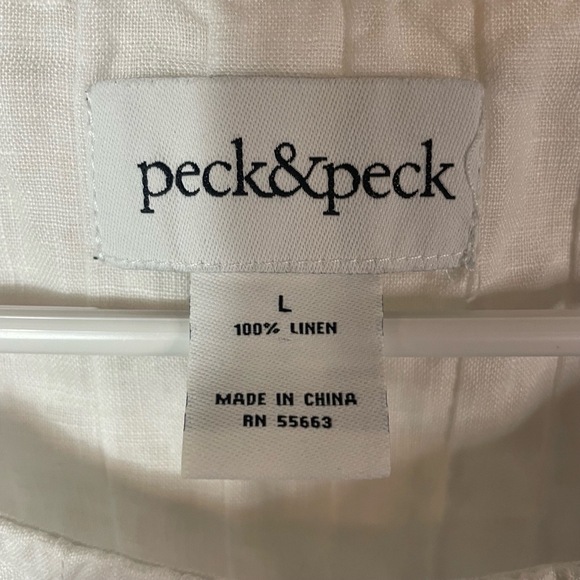 peck&peck
L
100% LINEN
MADE IN CHINA
RN 55663